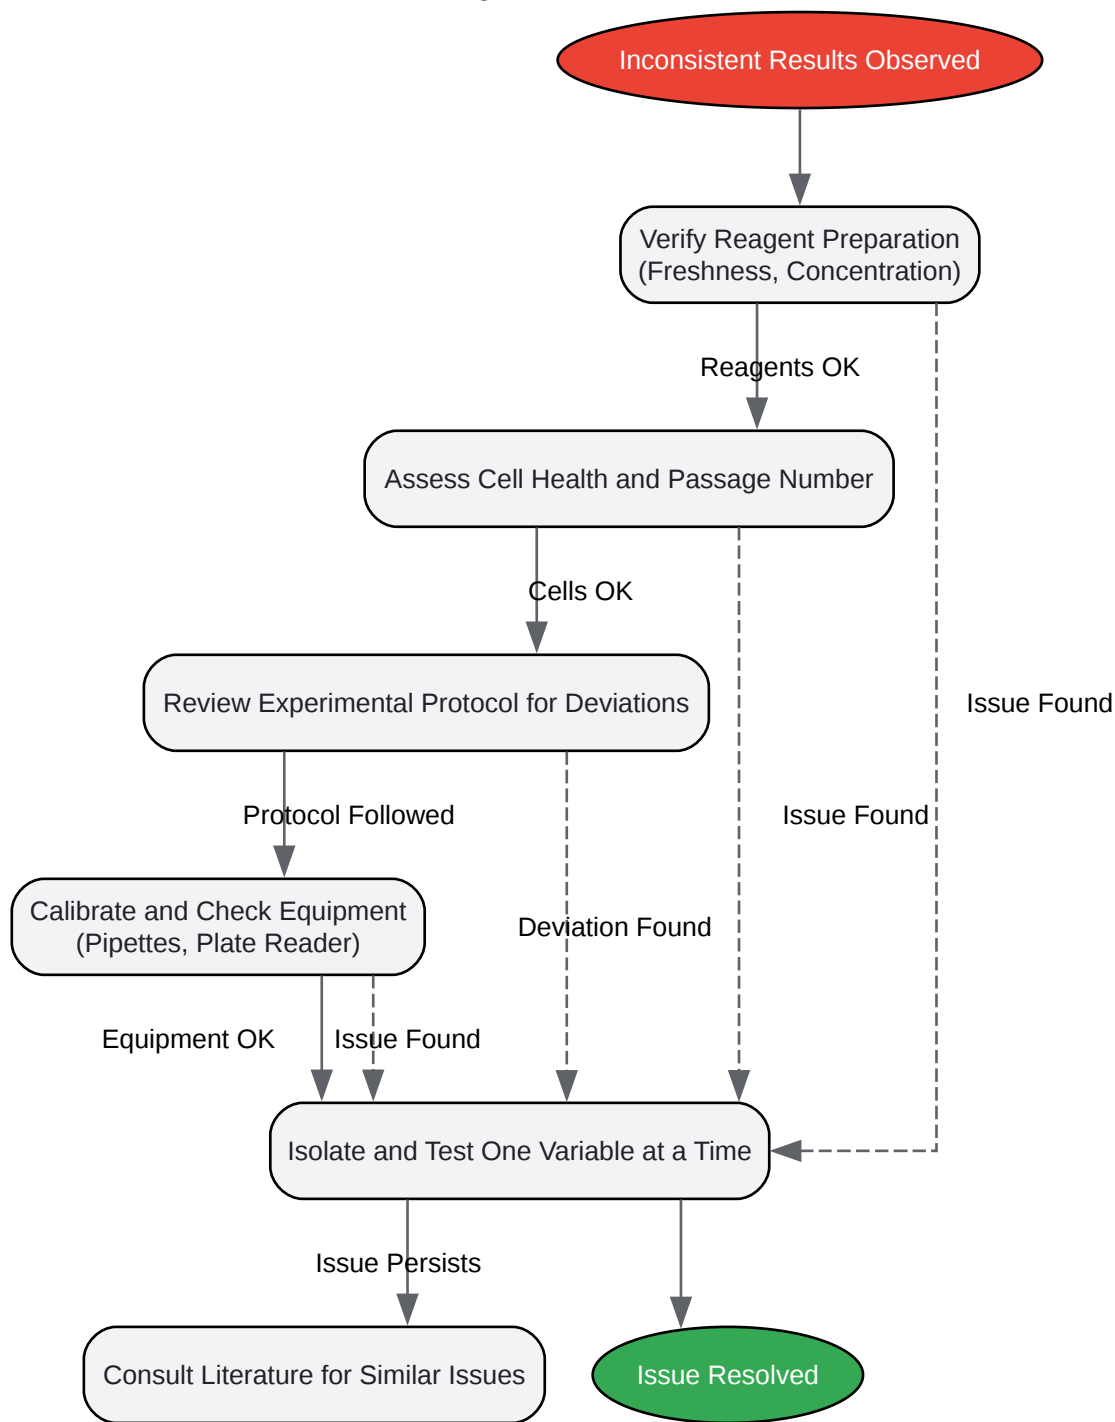 Inconsistent Results Observed
Verify Reagent Preparation
(Freshness, Concentration)
Reagents OK
Assess Cell Health and Passage Number
Cells OK
Review Experimental Protocol for Deviations
Issue Found
Protocol Followed
Issue Found
Calibrate and Check Equipment
(Pipettes, Plate Reader)
Deviation Found
Equipment OK
Issue Found
Isolate and Test One Variable at a Time
Issue Persists
Consult Literature for Similar Issues
Issue Resolved